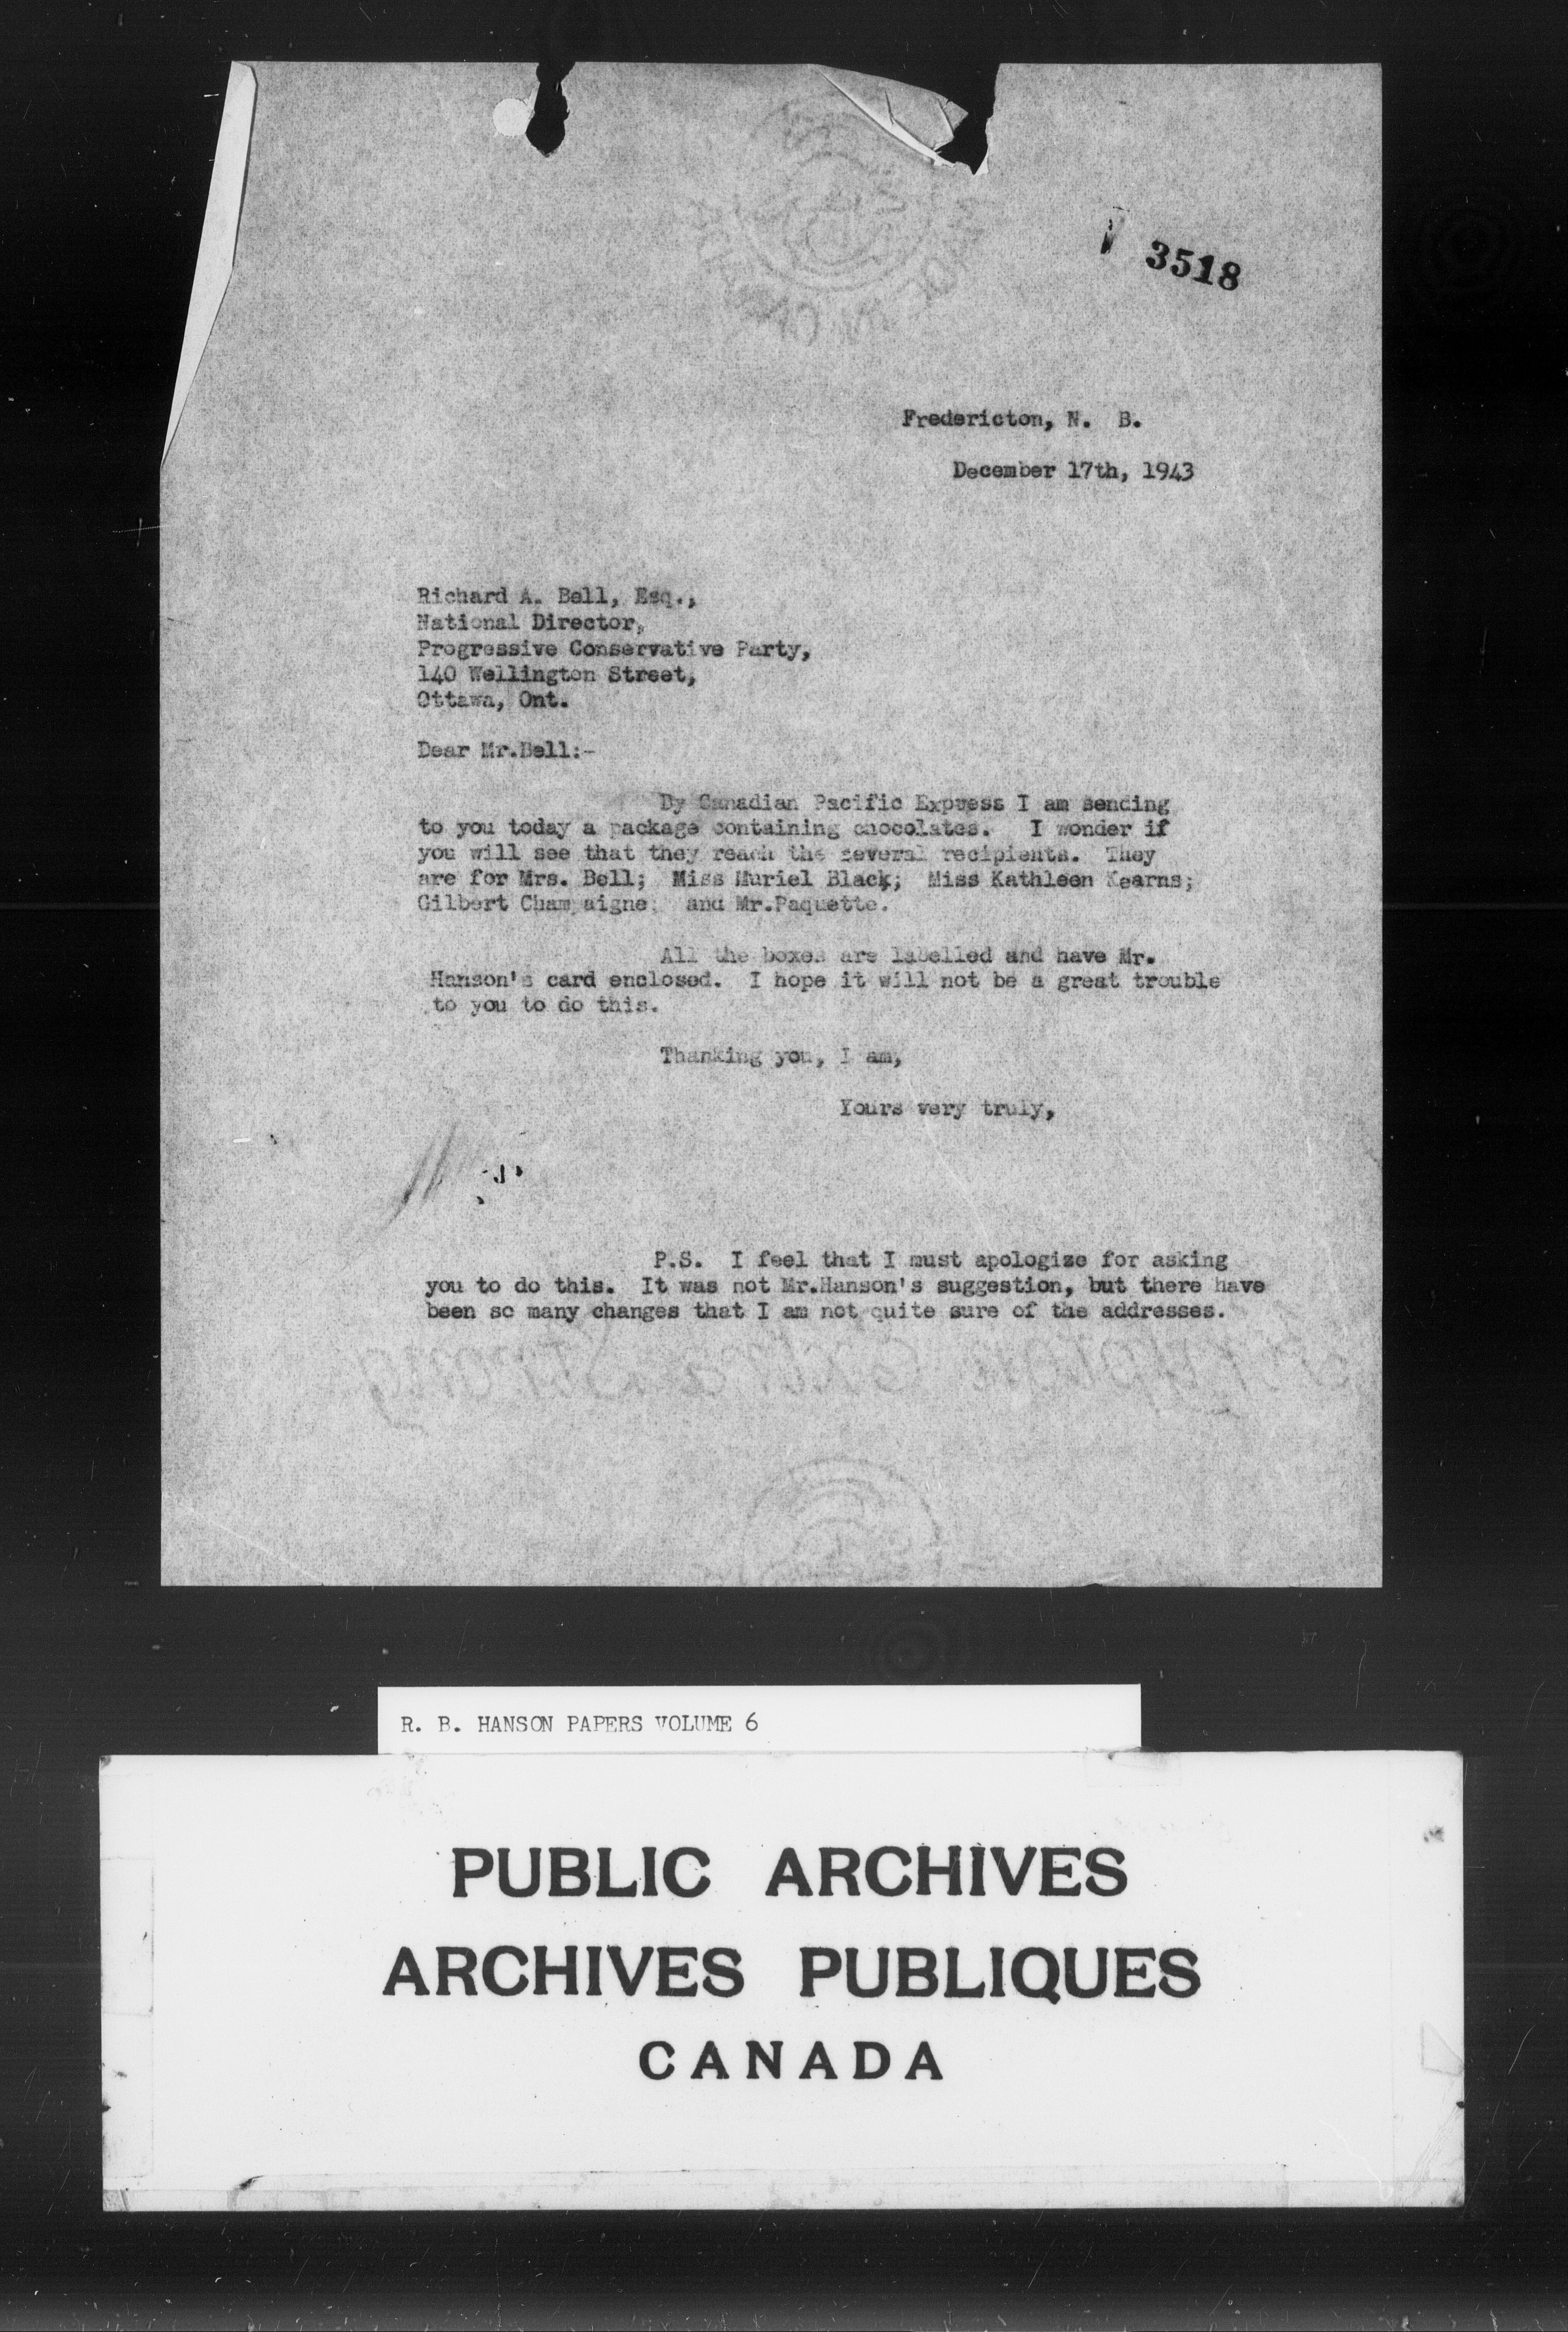 3518
Fredericton, N. B.
December 17th, 1943
Richard A. Bell, Esq.,
National Director,
Progressive Conservative Party,
140 Wellington Street,
Ottawa, Ont.
Dear Mr.Bell:-
By Canadian Pacific Express I am sending
to you today a package containing chocolates. I wonder if
you will see that they reach the several recipients. They
are for Mrs. Bell; Miss Muriel Black; Miss Kathleen Kearns;
Gilbert Champaigne; and Mr.Paquette.
All the boxes are labelled and have Mr.
Hanson's card enclosed. I hope it will not be a great trouble
to you to do this.
Thanking you, I am,
Yours very truly,
P.S. I feel that I must apologize for asking
you to do this. It was not Mr.Hanson's suggestion, but there have
been so many changes that I am not quite sure of the addresses.
R. B. HANSON PAPERS VOLUME 6
PUBLIC ARCHIVES
ARCHIVES PUBLIQUES
CANADA